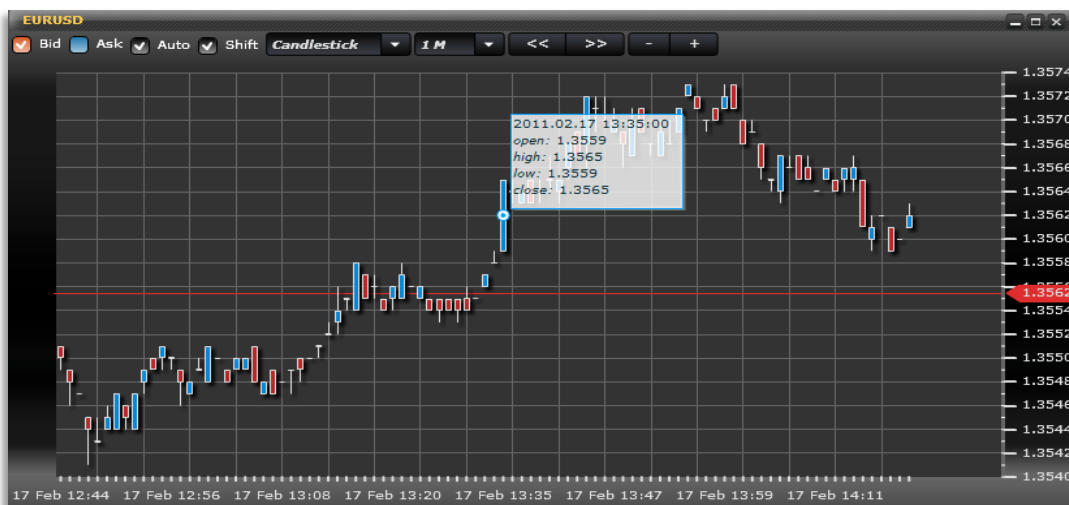 EURUSD
Bid Ask Auto Shift Candlestick 1 M << >> - +
1.3574
1.3572
1.3570
1.3568
1.3566
1.3564
1.3562
1.3560
1.3558
1.3562
1.3554
1.3552
1.3550
1.3548
1.3546
1.3544
1.3542
1.3540
2011.02.17 13:35:00
open: 1.3559
high: 1.3565
low: 1.3559
close: 1.3565
17 Feb 12:44 17 Feb 12:56 17 Feb 13:08 17 Feb 13:20 17 Feb 13:35 17 Feb 13:47 17 Feb 13:59 17 Feb 14:11